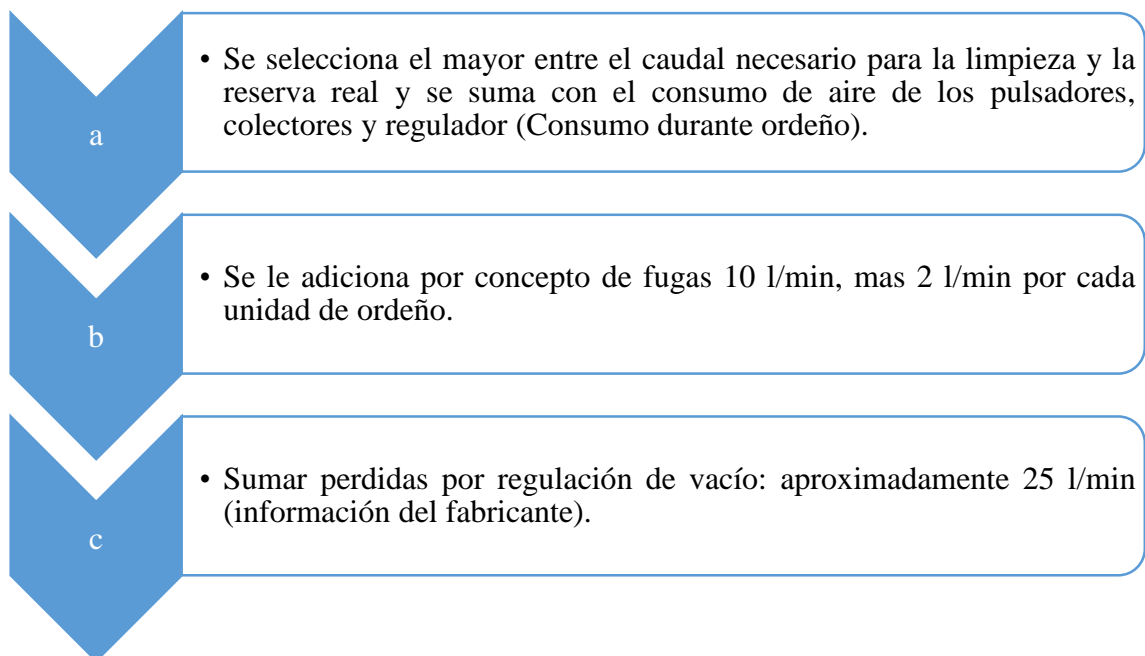 a
• Se selecciona el mayor entre el caudal necesario para la limpieza y la
reserva real y se suma con el consumo de aire de los pulsadores,
colectores y regulador (Consumo durante ordeño).
b
• Se le adiciona por concepto de fugas 10 l/min, mas 2 l/min por cada
unidad de ordeño.
c
• Sumar perdidas por regulación de vacío: aproximadamente 25 l/min
(información del fabricante).